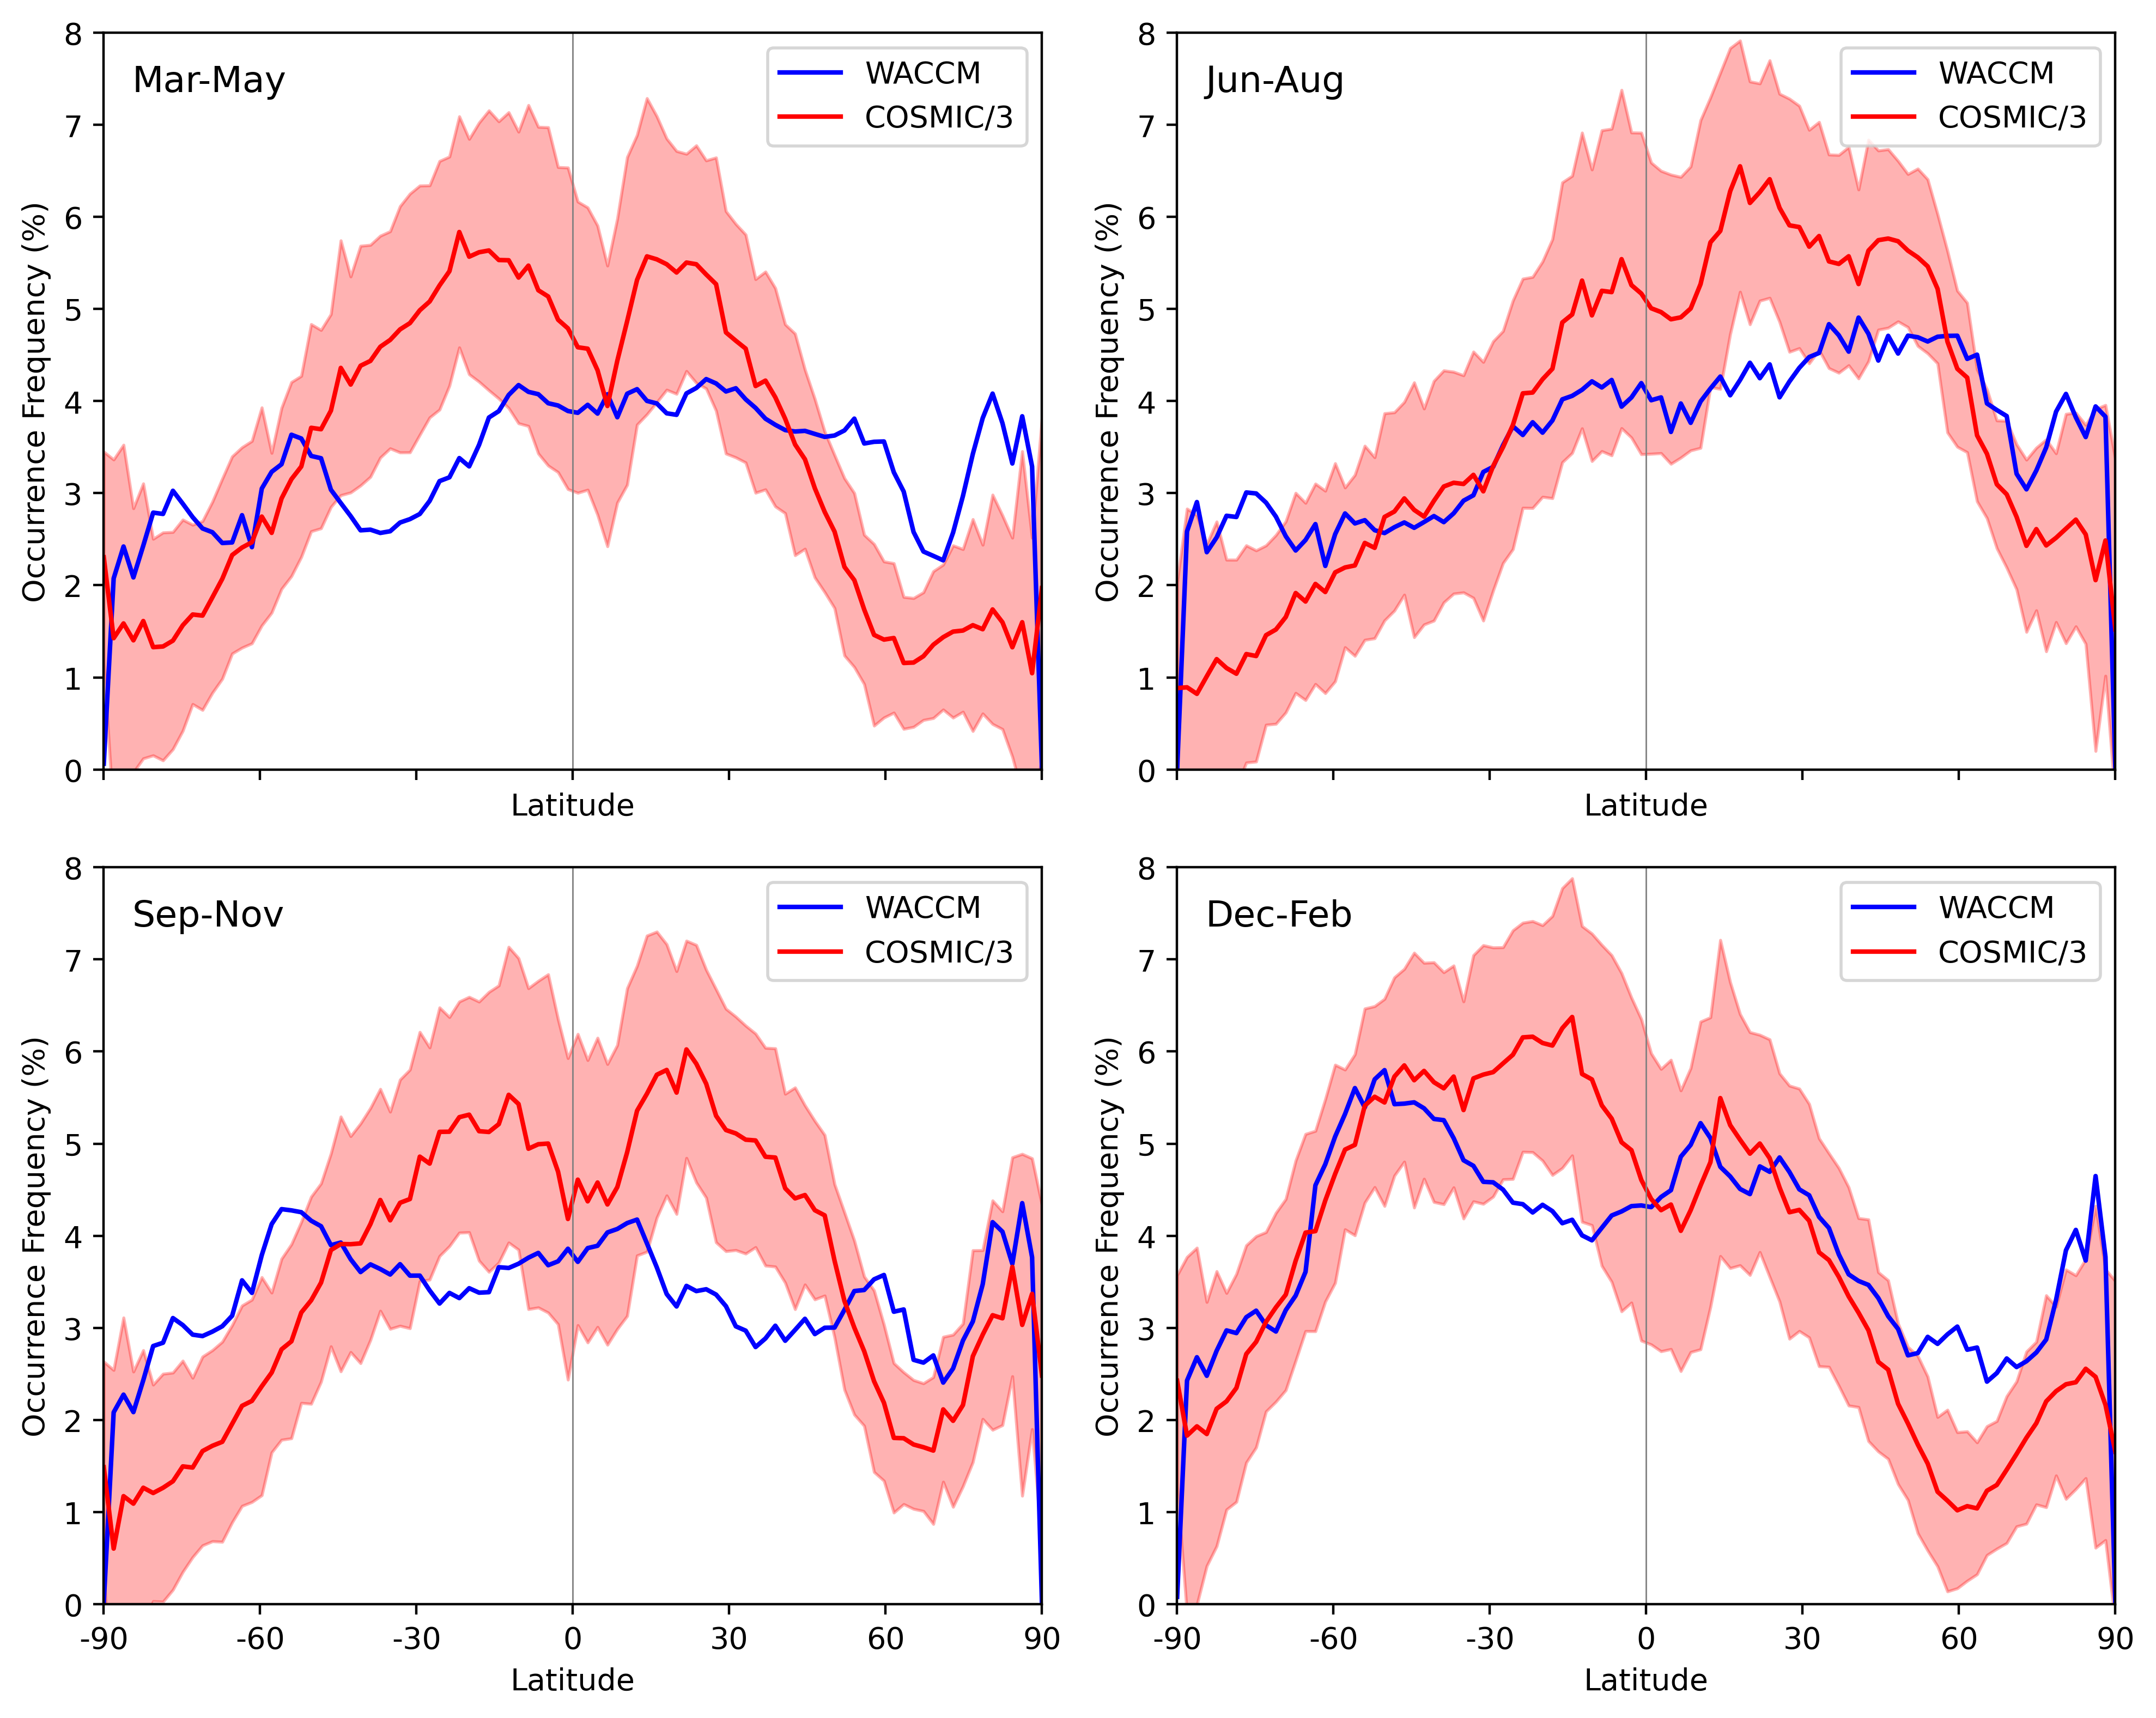 Mar-May
WACCM
COSMIC/3
Occurrence Frequency (%)
8
7
6
5
4
3
2
1
0
Latitude
Jun-Aug
WACCM
COSMIC/3
Occurrence Frequency (%)
8
7
6
5
4
3
2
1
0
Latitude
Sep-Nov
WACCM
COSMIC/3
Occurrence Frequency (%)
8
7
6
5
4
3
2
1
0
-90 -60 -30 0 30 60 90
Latitude
Dec-Feb
WACCM
COSMIC/3
Occurrence Frequency (%)
8
7
6
5
4
3
2
1
0
-90 -60 -30 0 30 60 90
Latitude